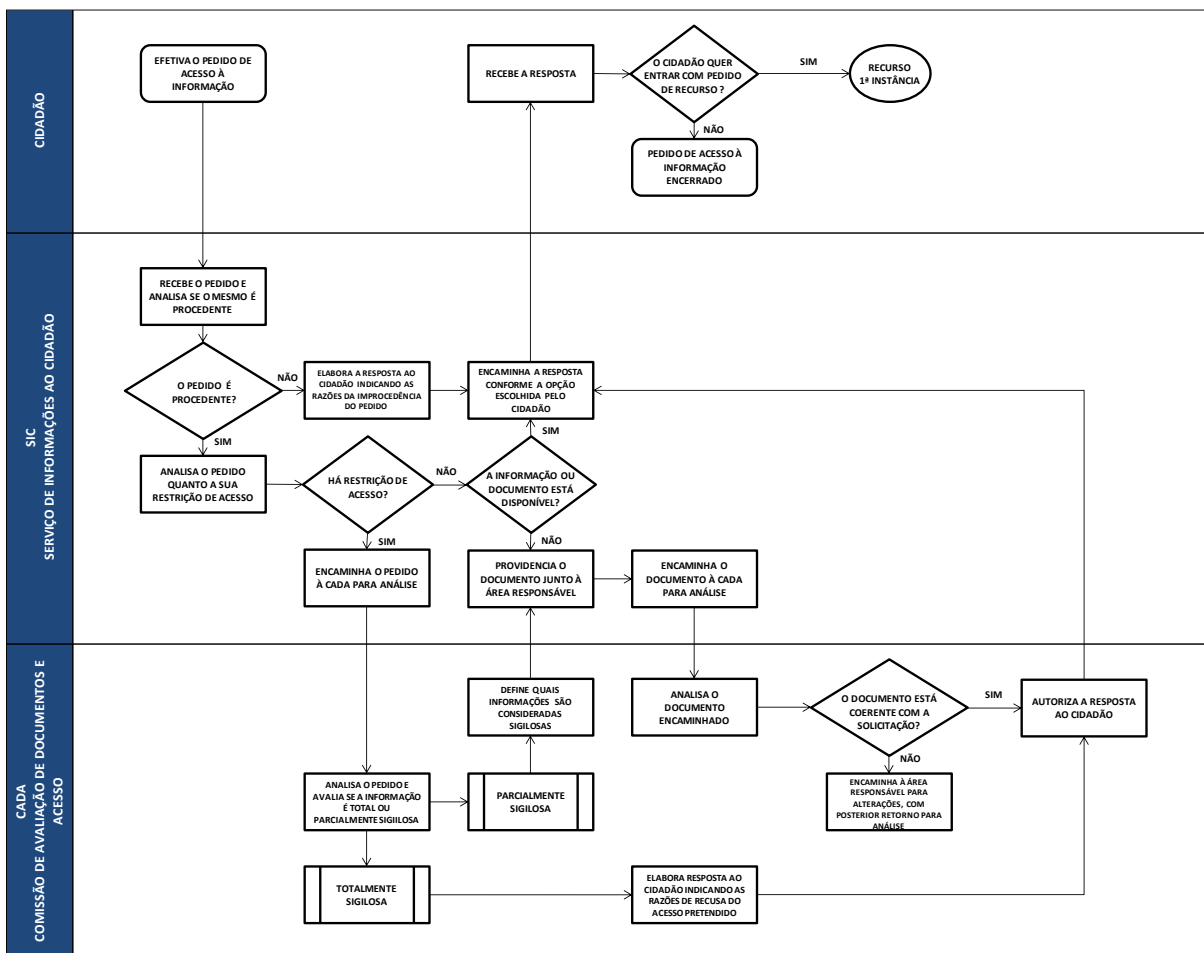 CIDADÃO
EFETIVA O PEDIDO DE
ACESSO À
INFORMAÇÃO
RECEBE A RESPOSTA
O CIDADÃO QUER
ENTRAR COM PEDIDO
DE RECURSO ?
SIM
RECURSO
1ª INSTÂNCIA
NÃO
PEDIDO DE ACESSO À
INFORMAÇÃO
ENCERRADO
SIC
SERVIÇO DE INFORMAÇÕES AO CIDADÃO
RECEBE O PEDIDO E
ANALISA SE O MESMO É
PROCEDENTE
O PEDIDO É
PROCEDENTE?
NÃO
ELABORA A RESPOSTA AO
CIDADÃO INDICANDO AS
RAZÕES DA IMPROCEDÊNCIA
DO PEDIDO
ENCAMINHA A RESPOSTA
CONFORME A OPÇÃO
ESCOLHIDA PELO
CIDADÃO
SIM
ANALISA O PEDIDO
QUANTO A SUA
RESTRIÇÃO DE ACESSO
HÁ RESTRIÇÃO DE
ACESSO?
NÃO
A INFORMAÇÃO OU
DOCUMENTO ESTÁ
DISPONÍVEL?
SIM
SIM
ENCAMINHA O PEDIDO
À CADA PARA ANÁLISE
NÃO
PROVIDENCIA O
DOCUMENTO JUNTO À
ÁREA RESPONSÁVEL
ENCAMINHA O
DOCUMENTO À CADA
PARA ANÁLISE
CADA
COMISSÃO DE AVALIAÇÃO DE DOCUMENTOS E
ACESSO
DEFINE QUAIS
INFORMAÇÕES SÃO
CONSIDERADAS
SIGILOSAS
ANALISA O
DOCUMENTO
ENCAMINHADO
O DOCUMENTO ESTÁ
COERENTE COM A
SOLICITAÇÃO?
SIM
AUTORIZA A RESPOSTA
AO CIDADÃO
NÃO
ENCAMINHA À ÁREA
RESPONSÁVEL PARA
ALTERAÇÕES, COM
POSTERIOR RETORNO PARA
ANÁLISE
ANALISA O PEDIDO E
AVALIA SE A INFORMAÇÃO
É TOTAL OU
PARCIALMENTE SIGIILOSA
PARCIALMENTE
SIGILOSA
TOTALMENTE
SIGILOSA
ELABORA RESPOSTA AO
CIDADÃO INDICANDO AS
RAZÕES DE RECUSA DO
ACESSO PRETENDIDO